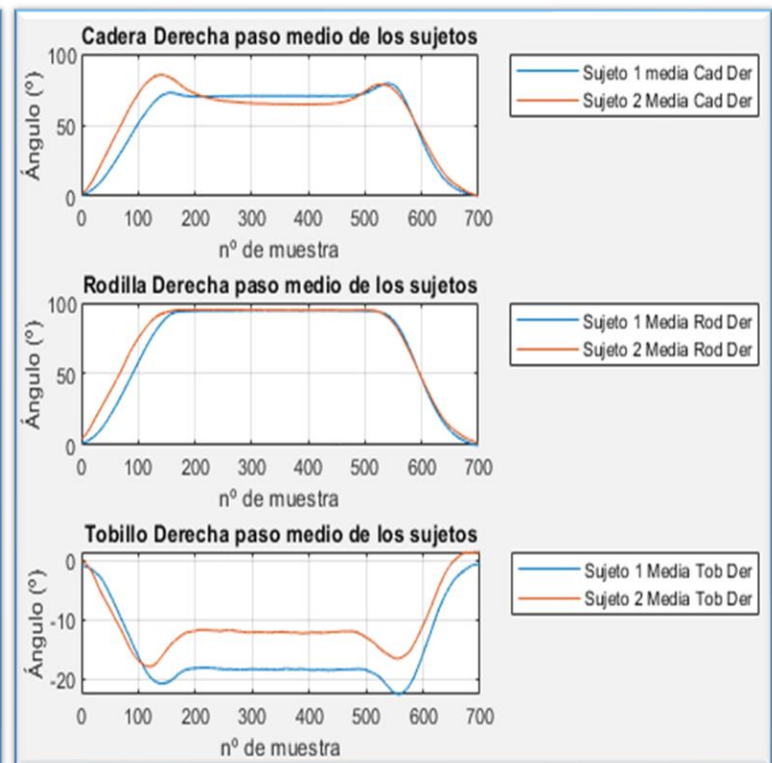 Cadera Derecha paso medio de los sujetos
100
50
0
Ángulo (º)
0 100 200 300 400 500 600 700
nº de muestra
Sujeto 1 media Cad Der
Sujeto 2 Media Cad Der
Rodilla Derecha paso medio de los sujetos
100
50
0
Ángulo (º)
0 100 200 300 400 500 600 700
nº de muestra
Sujeto 1 Media Rod Der
Sujeto 2 Media Rod Der
Tobillo Derecha paso medio de los sujetos
0
-10
-20
Ángulo (º)
0 100 200 300 400 500 600 700
nº de muestra
Sujeto 1 Media Tob Der
Sujeto 2 Media Tob Der